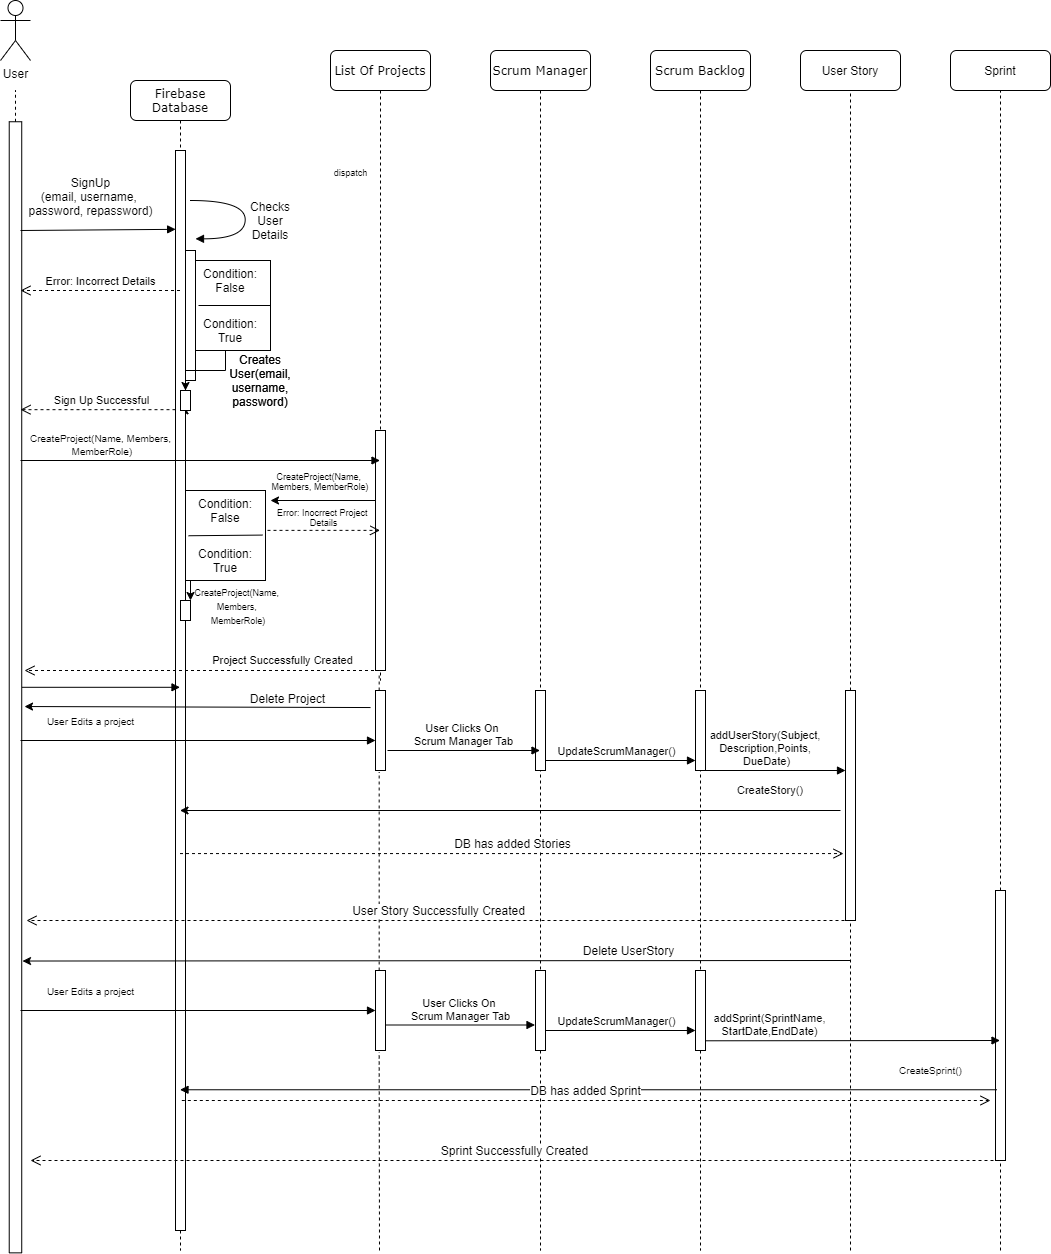 User
Firebase
Database
List Of Projects
Scrum Manager
Scrum Backlog
User Story
Sprint
dispatch
SignUp
(email, username,
password, repassword)
Checks
User
Details
Error: Incorrect Details
Condition:
False
Condition:
True
Creates
User(email,
username,
password)
Sign Up Successful
CreateProject(Name, Members,
MemberRole)
CreateProject(Name,
Members, MemberRole)
Error: Inocrrect Project
Details
Condition:
False
Condition:
True
CreateProject(Name,
Members,
MemberRole)
Project Successfully Created
Delete Project
User Edits a project
User Clicks On
Scrum Manager Tab
UpdateScrumManager()
addUserStory(Subject,
Description,Points,
DueDate)
CreateStory()
DB has added Stories
User Story Successfully Created
Delete UserStory
User Edits a project
User Clicks On
Scrum Manager Tab
UpdateScrumManager()
addSprint(SprintName,
StartDate,EndDate)
CreateSprint()
DB has added Sprint
Sprint Successfully Created